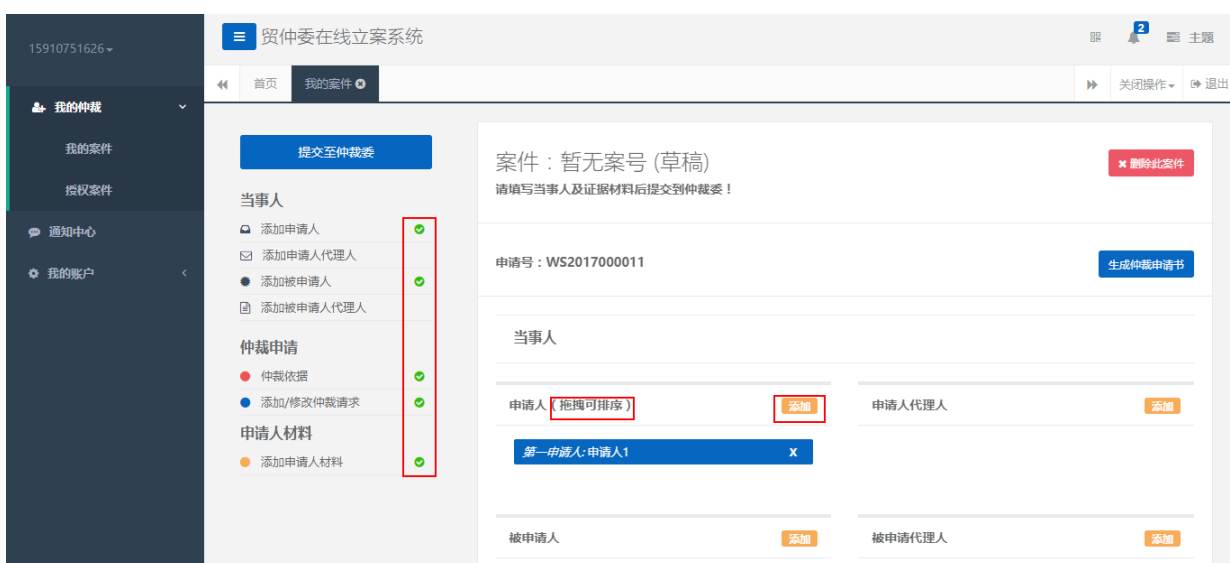 15910751626
贸仲委在线立案系统
2
主题
首页
我的案件
关闭操作
退出
我的仲裁
我的案件
授权案件
通知中心
我的账户
提交至仲裁委
当事人
添加申请人
添加申请人代理人
添加被申请人
添加被申请人代理人
仲裁申请
仲裁依据
添加/修改仲裁请求
申请人材料
添加申请人材料
案件：暂无案号 (草稿)
删除此案件
请填写当事人及证据材料后提交到仲裁委！
申请号：WS2017000011
生成仲裁申请书
当事人
申请人（拖拽可排序）
添加
申请人代理人
添加
第一申请人:申请人1
X
被申请人
添加
被申请代理人
添加